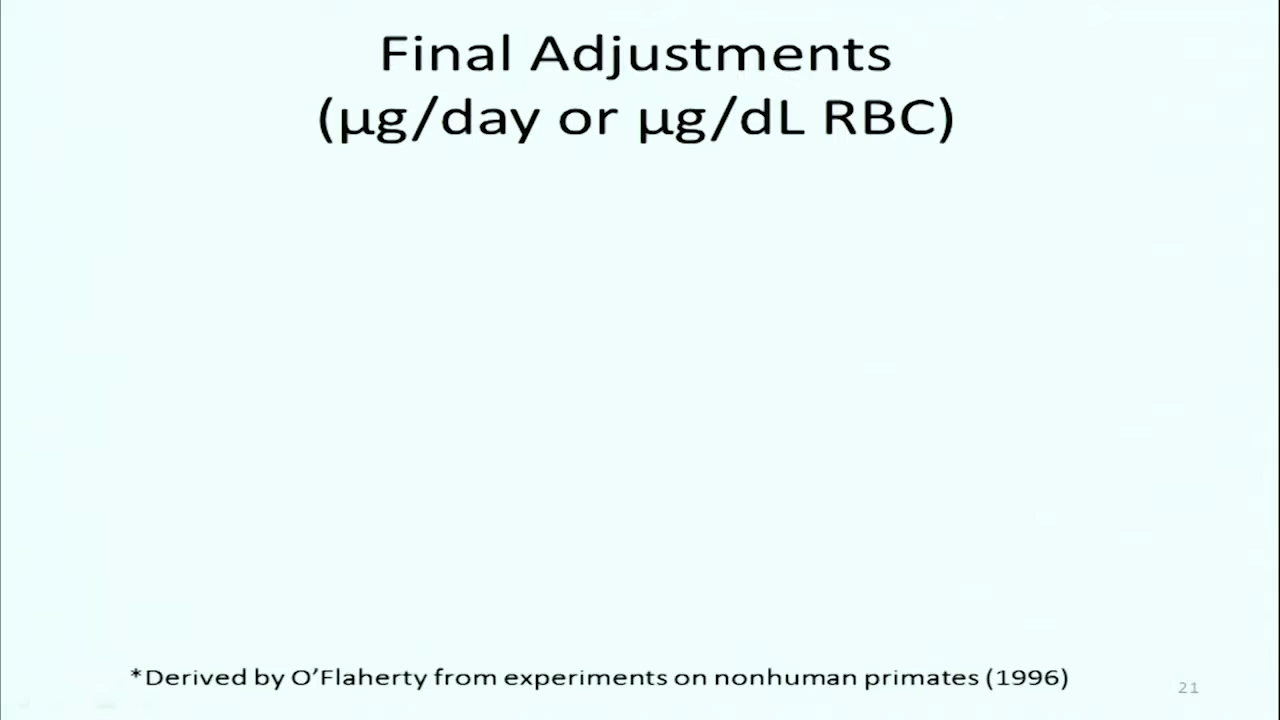 Final Adjustments
(µg/day or µg/dL RBC)
*Derived by O’Flaherty from experiments on nonhuman primates (1996)
21